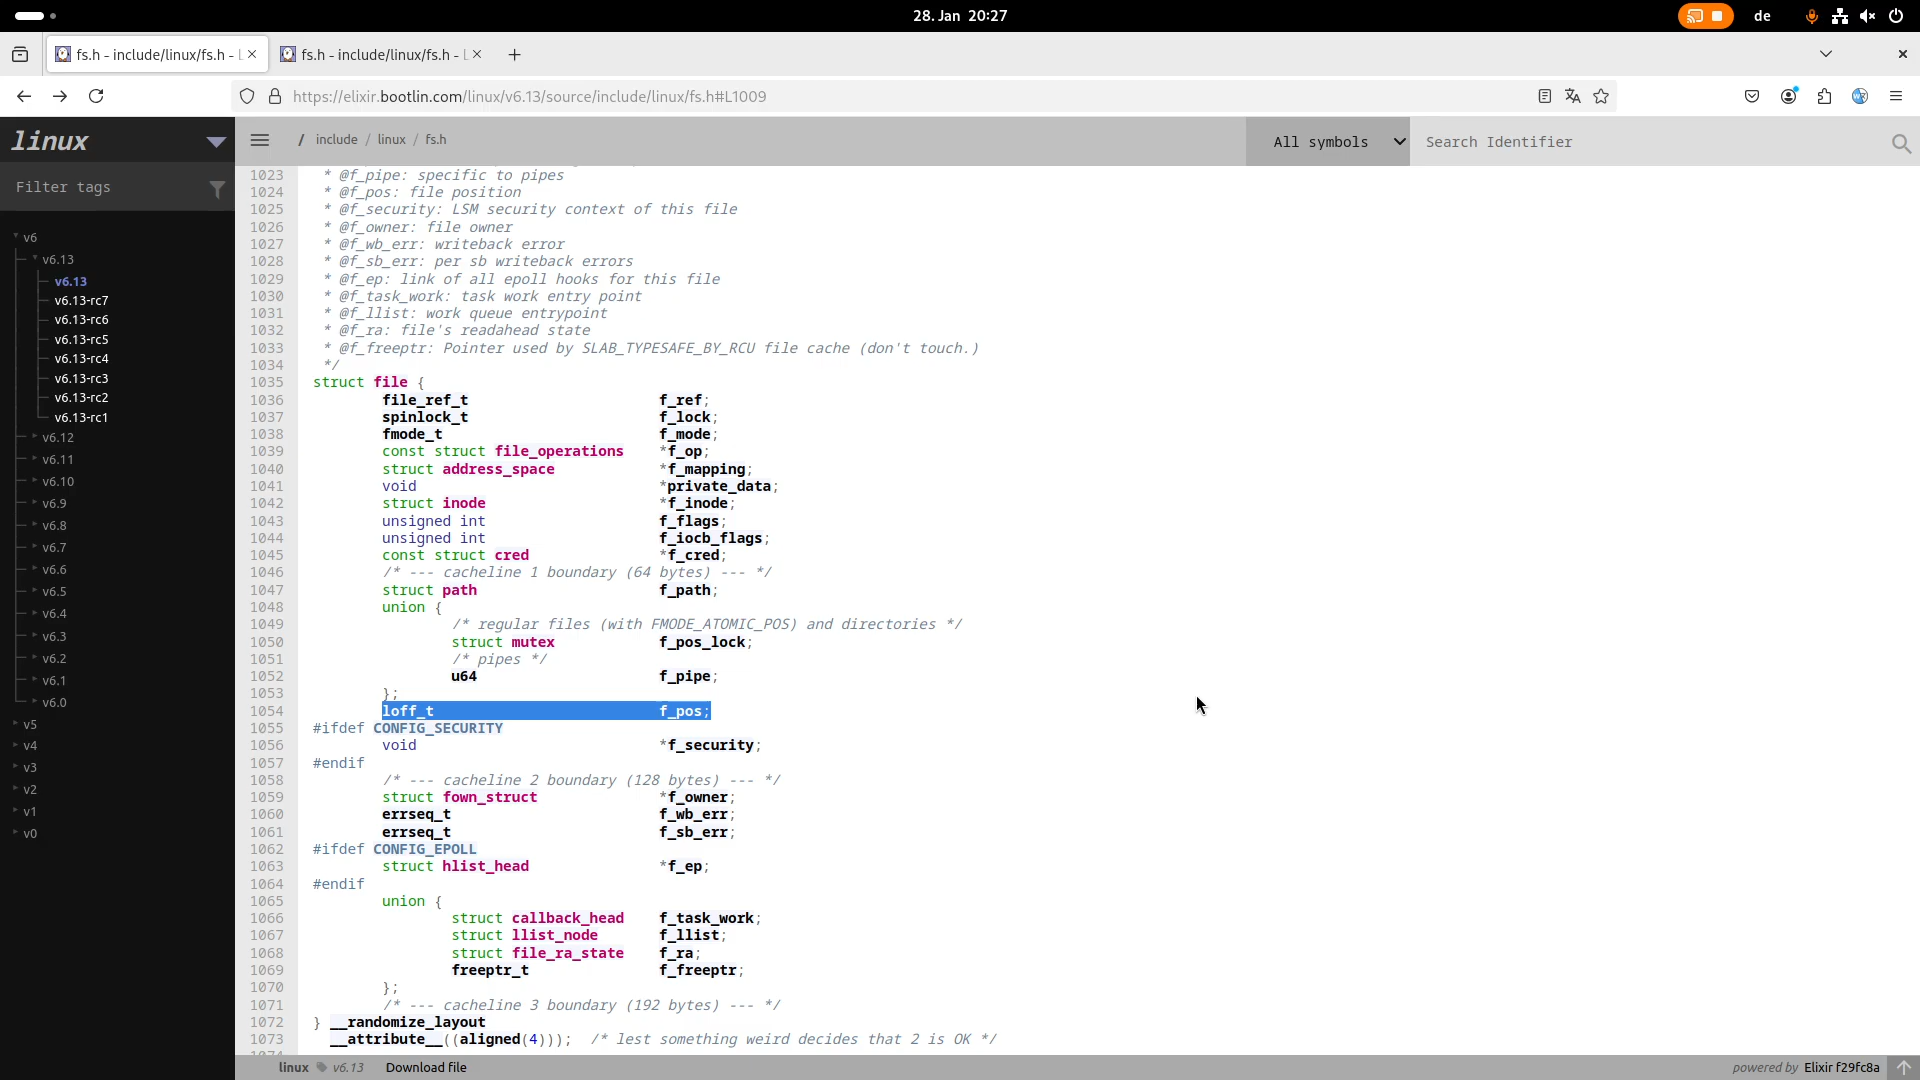 28. Jan 20:27
de
fs.h - include/linux/fs.h -
fs.h - include/linux/fs.h -
https://elixir.bootlin.com/linux/v6.13/source/include/linux/fs.h#L1009
linux
/ include / linux / fs.h
All symbols
Search Identifier
Filter tags
v6
v6.13
v6.13
v6.13-rc7
v6.13-rc6
v6.13-rc5
v6.13-rc4
v6.13-rc3
v6.13-rc2
v6.13-rc1
v6.12
v6.11
v6.10
v6.9
v6.8
v6.7
v6.6
v6.5
v6.4
v6.3
v6.2
v6.1
v6.0
v5
v4
v3
v2
v1
v0
1023 * @f_pipe: specific to pipes
1024 * @f_pos: file position
1025 * @f_security: LSM security context of this file
1026 * @f_owner: file owner
1027 * @f_wb_err: writeback error
1028 * @f_sb_err: per sb writeback errors
1029 * @f_ep: link of all epoll hooks for this file
1030 * @f_task_work: task work entry point
1031 * @f_llist: work queue entrypoint
1032 * @f_ra: file's readahead state
1033 * @f_freeptr: Pointer used by SLAB_TYPESAFE_BY_RCU file cache (don't touch.)
1034 */
1035 struct file {
1036 file_ref_t f_ref;
1037 spinlock_t f_lock;
1038 fmode_t f_mode;
1039 const struct file_operations *f_op;
1040 struct address_space *f_mapping;
1041 void *private_data;
1042 struct inode *f_inode;
1043 unsigned int f_flags;
1044 unsigned int f_iocb_flags;
1045 const struct cred *f_cred;
1046 /* --- cacheline 1 boundary (64 bytes) --- */
1047 struct path f_path;
1048 union {
1049 /* regular files (with FMODE_ATOMIC_POS) and directories */
1050 struct mutex f_pos_lock;
1051 /* pipes */
1052 u64 f_pipe;
1053 };
1054 loff_t f_pos;
1055 #ifdef CONFIG_SECURITY
1056 void *f_security;
1057 #endif
1058 /* --- cacheline 2 boundary (128 bytes) --- */
1059 struct fown_struct *f_owner;
1060 errseq_t f_wb_err;
1061 errseq_t f_sb_err;
1062 #ifdef CONFIG_EPOLL
1063 struct hlist_head *f_ep;
1064 #endif
1065 union {
1066 struct callback_head f_task_work;
1067 struct llist_node f_llist;
1068 struct file_ra_state f_ra;
1069 freeptr_t f_freeptr;
1070 };
1071 /* --- cacheline 3 boundary (192 bytes) --- */
1072 } __randomize_layout
1073 __attribute__((aligned(4))); /* lest something weird decides that 2 is OK */
linux v6.13 Download file
powered by Elixir f29fc8a